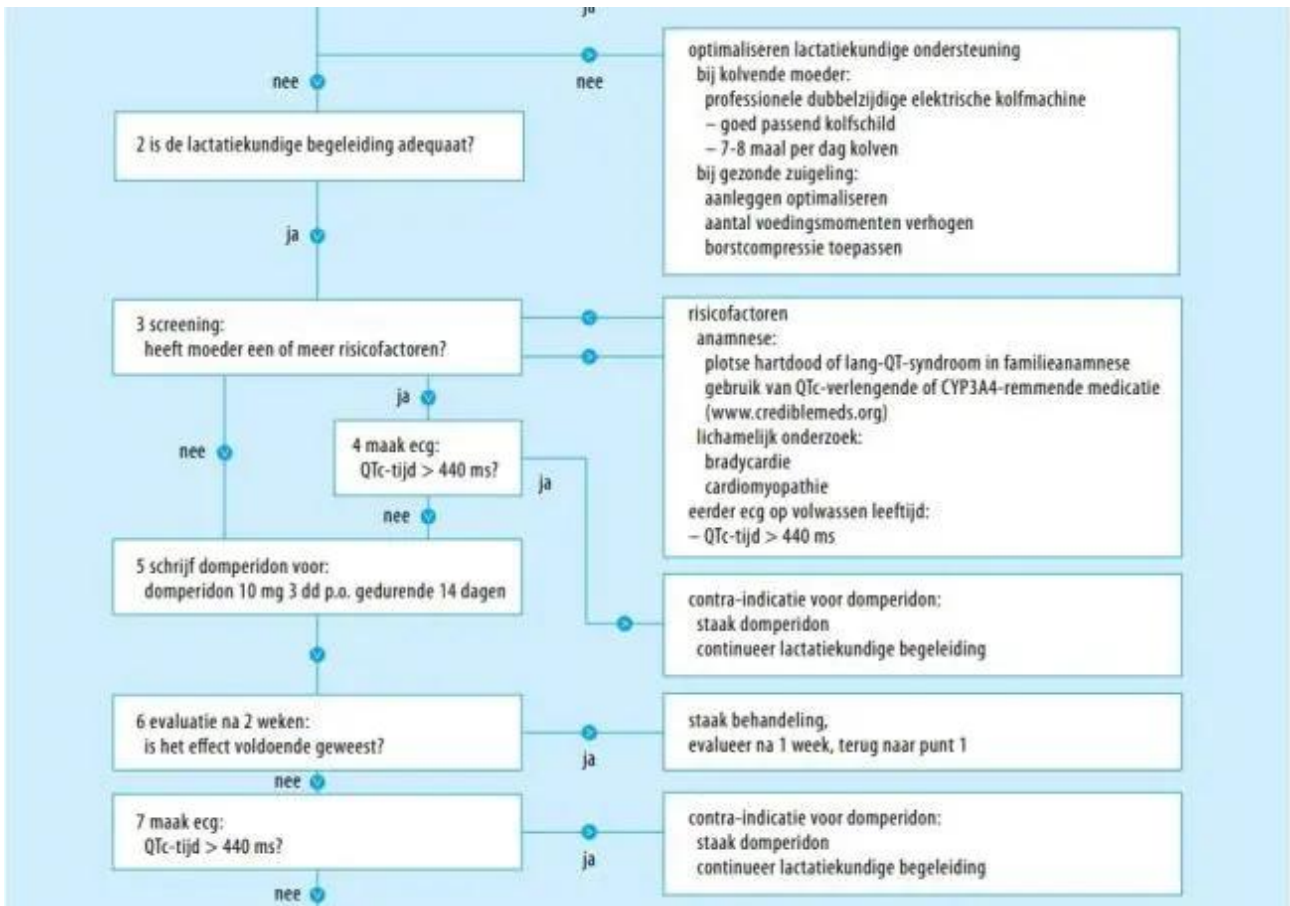 ja
nee
nee
optimaliseren lactatiekundige ondersteuning
bij kolvende moeder:
professionele dubbelzijdige elektrische kolfmachine
– goed passend kolfschild
– 7-8 maal per dag kolven
bij gezonde zuigeling:
aanleggen optimaliseren
aantal voedingsmomenten verhogen
borstcompressie toepassen
2 is de lactatiekundige begeleiding adequaat?
ja
3 screening:
heeft moeder een of meer risicofactoren?
risicofactoren
anamnese:
plotse hartdood of lang-QT-syndroom in familieanamnese
gebruik van QTc-verlengende of CYP3A4-remmende medicatie
(www.crediblemeds.org)
lichamelijk onderzoek:
bradycardie
cardiomyopathie
eerder ecg op volwassen leeftijd:
– QTc-tijd > 440 ms
ja
nee
4 maak ecg:
QTc-tijd > 440 ms?
ja
nee
5 schrijf domperidon voor:
domperidon 10 mg 3 dd p.o. gedurende 14 dagen
contra-indicatie voor domperidon:
staak domperidon
continueer lactatiekundige begeleiding
6 evaluatie na 2 weken:
is het effect voldoende geweest?
ja
staak behandeling,
evalueer na 1 week, terug naar punt 1
nee
7 maak ecg:
QTc-tijd > 440 ms?
ja
contra-indicatie voor domperidon:
staak domperidon
continueer lactatiekundige begeleiding
nee